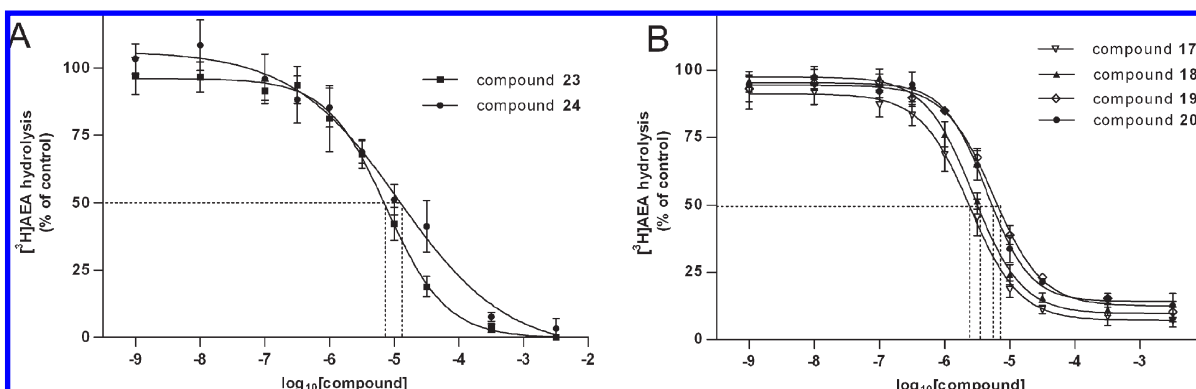 A
100
75
50
25
0
[³H]AEA hydrolysis
(% of control)
compound 23
compound 24
-9 -8 -7 -6 -5 -4 -3 -2
log₁₀[compound]
B
100
75
50
25
0
[³H]AEA hydrolysis
(% of control)
compound 17
compound 18
compound 19
compound 20
-9 -8 -7 -6 -5 -4 -3
log₁₀[compound]